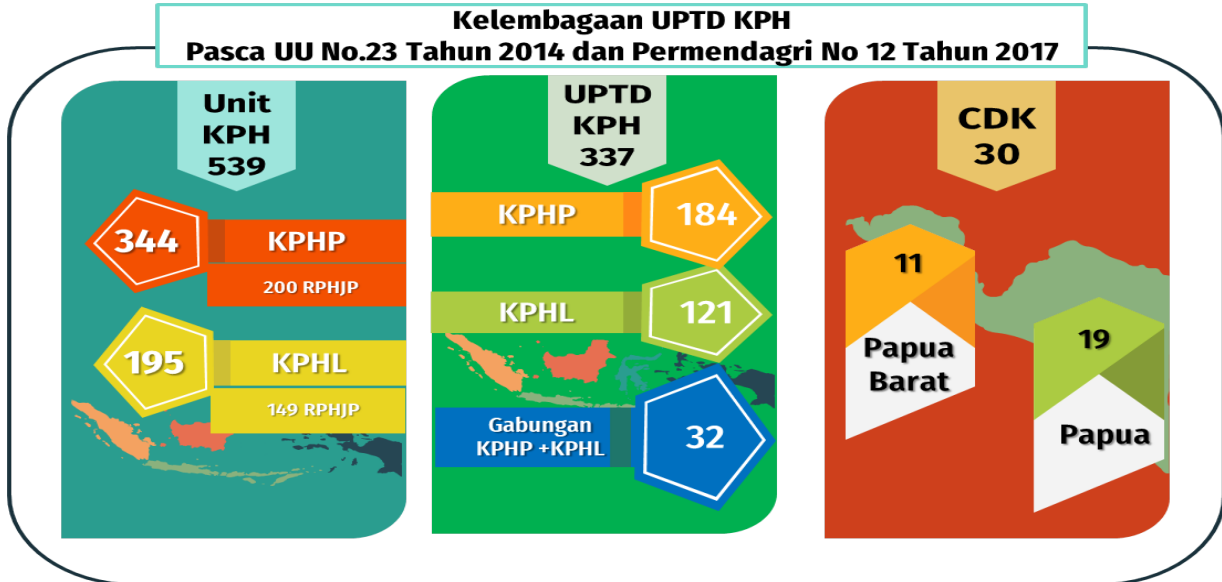 Kelembagaan UPTD KPH
Pasca UU No.23 Tahun 2014 dan Permendagri No 12 Tahun 2017
Unit
KPH
539
344
KPHP
200 RPHJP
195
KPHL
149 RPHJP
UPTD
KPH
337
KPHP
184
KPHL
121
Gabungan
KPHP +KPHL
32
CDK
30
11
Papua
Barat
19
Papua